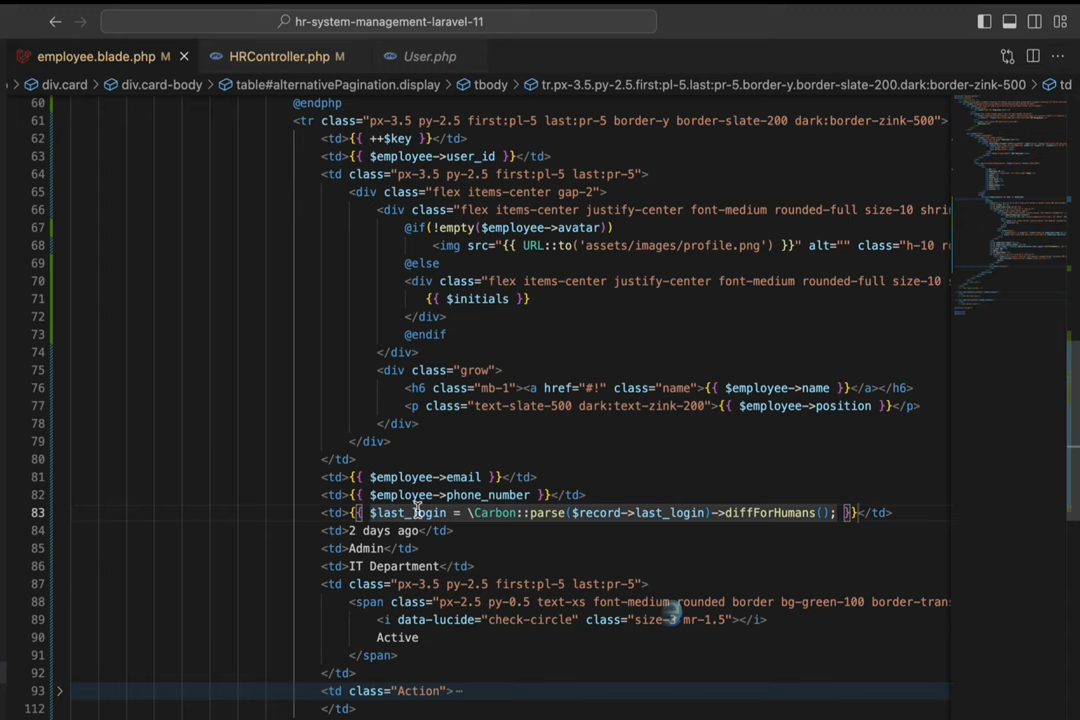 hr-system-management-laravel-11
employee.blade.php M HRController.php M User.php
div.card div.card-body table#alternativePagination.display tbody tr.px-3.5.py-2.5.first:pl-5.last:pr-5.border-y.border-slate-200.dark:border-zink-500 td
60 @endphp
61 <tr class="px-3.5 py-2.5 first:pl-5 last:pr-5 border-y border-slate-200 dark:border-zink-500">
62 <td>{{ ++$key }}</td>
63 <td>{{ $employee->user_id }}</td>
64 <td class="px-3.5 py-2.5 first:pl-5 last:pr-5">
65 <div class="flex items-center gap-2">
66 <div class="flex items-center justify-center font-medium rounded-full size-10 shrin
67 @if(!empty($employee->avatar))
68 <img src="{{ URL::to('assets/images/profile.png') }}" alt="" class="h-10 ro
69 @else
70 <div class="flex items-center justify-center font-medium rounded-full size-10 s
71 {{ $initials }}
72 </div>
73 @endif
74 </div>
75 <div class="grow">
76 <h6 class="mb-1"><a href="#!" class="name">{{ $employee->name }}</a></h6>
77 <p class="text-slate-500 dark:text-zink-200">{{ $employee->position }}</p>
78 </div>
79 </div>
80 </td>
81 <td>{{ $employee->email }}</td>
82 <td>{{ $employee->phone_number }}</td>
83 <td>{{ $last_login = \Carbon::parse($record->last_login)->diffForHumans(); }}</td>
84 <td>2 days ago</td>
85 <td>Admin</td>
86 <td>IT Department</td>
87 <td class="px-3.5 py-2.5 first:pl-5 last:pr-5">
88 <span class="px-2.5 py-0.5 text-xs font-medium rounded border bg-green-100 border-trans
89 <i data-lucide="check-circle" class="size-3 mr-1.5"></i>
90 Active
91 </span>
92 </td>
93 <td class="Action">
112 </td>